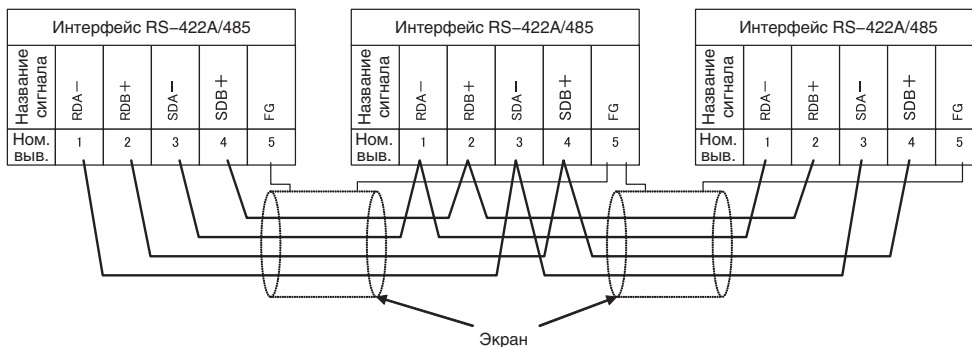 Интерфейс RS–422A/485
Название сигнала
RDA–
RDB+
SDA–
SDB+
FG
Ном. выв.
1
2
3
4
5
Интерфейс RS–422A/485
Название сигнала
RDA–
RDB+
SDA–
SDB+
FG
Ном. выв.
1
2
3
4
5
Интерфейс RS–422A/485
Название сигнала
RDA–
RDB+
SDA–
SDB+
FG
Ном. выв.
1
2
3
4
5
Экран